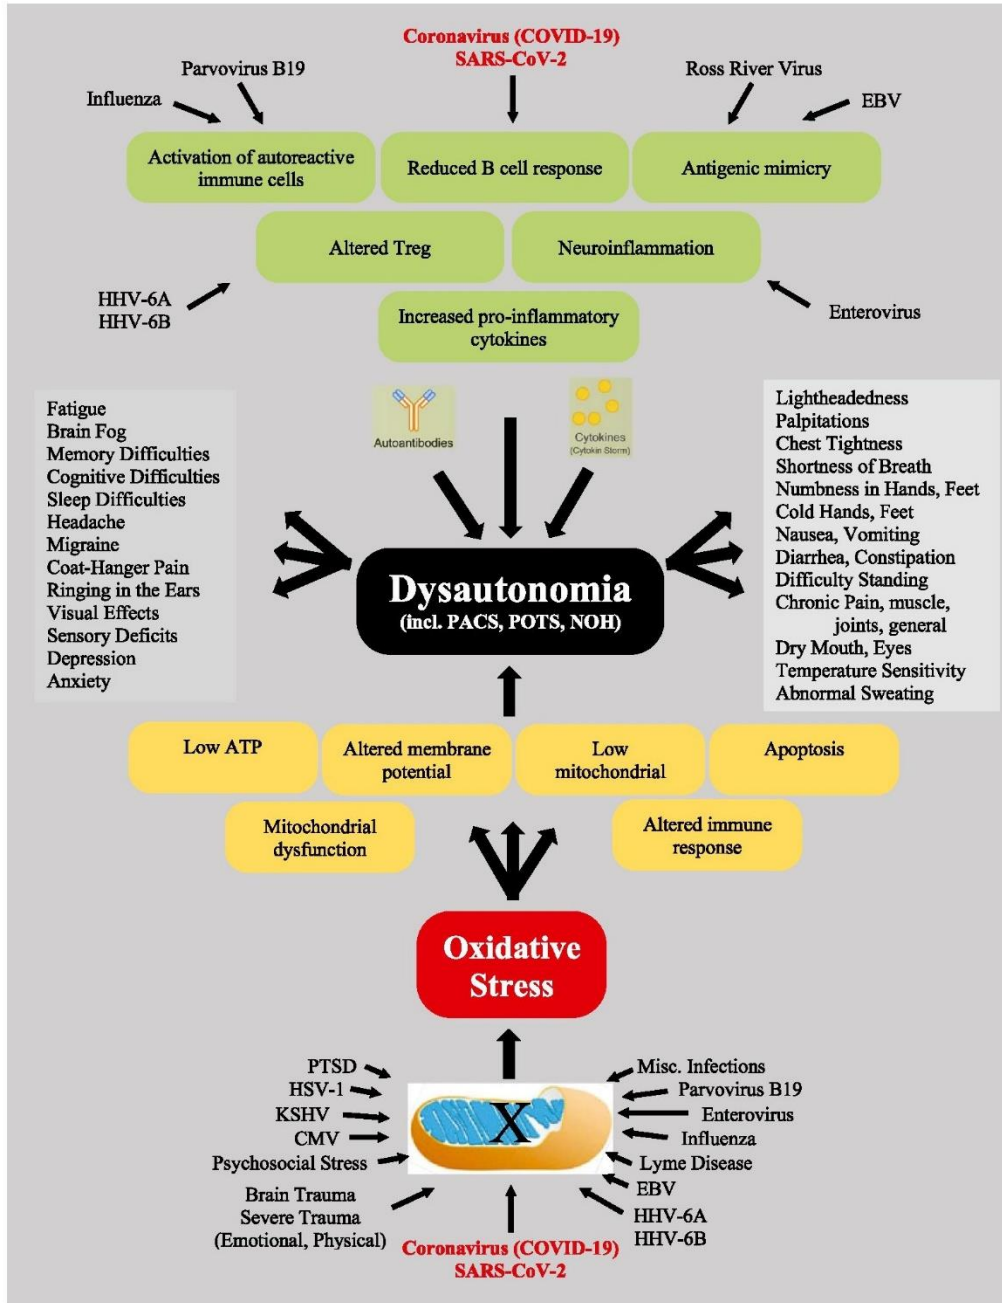 Coronavirus (COVID-19)
SARS-CoV-2
Parvovirus B19
Influenza
Ross River Virus
EBV
Activation of autoreactive
immune cells
Reduced B cell response
Antigenic mimicry
Altered Treg
Neuroinflammation
HHV-6A
HHV-6B
Enterovirus
Increased pro-inflammatory
cytokines
Autoantibodies
Cytokines
(Cytokin Storm)
Fatigue
Brain Fog
Memory Difficulties
Cognitive Difficulties
Sleep Difficulties
Headache
Migraine
Coat-Hanger Pain
Ringing in the Ears
Visual Effects
Sensory Deficits
Depression
Anxiety
Lightheadedness
Palpitations
Chest Tightness
Shortness of Breath
Numbness in Hands, Feet
Cold Hands, Feet
Nausea, Vomiting
Diarrhea, Constipation
Difficulty Standing
Chronic Pain, muscle,
joints, general
Dry Mouth, Eyes
Temperature Sensitivity
Abnormal Sweating
Dysautonomia
(incl. PACS, POTS, NOH)
Low ATP
Altered membrane
potential
Low
mitochondrial
Apoptosis
Mitochondrial
dysfunction
Altered immune
response
Oxidative
Stress
PTSD
HSV-1
KSHV
CMV
Psychosocial Stress
Brain Trauma
Severe Trauma
(Emotional, Physical)
X
Misc. Infections
Parvovirus B19
Enterovirus
Influenza
Lyme Disease
EBV
HHV-6A
HHV-6B
Coronavirus (COVID-19)
SARS-CoV-2